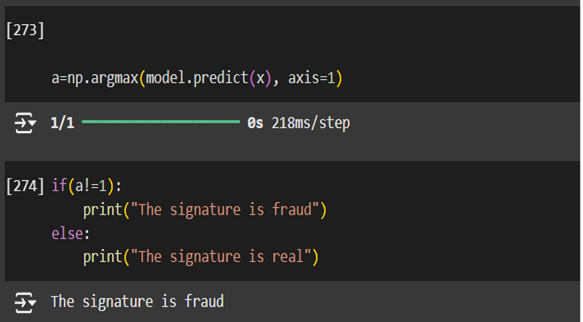 [273]
a=np.argmax(model.predict(x), axis=1)
1/1 0s 218ms/step
[274] if(a!=1):
print("The signature is fraud")
else:
print("The signature is real")
The signature is fraud